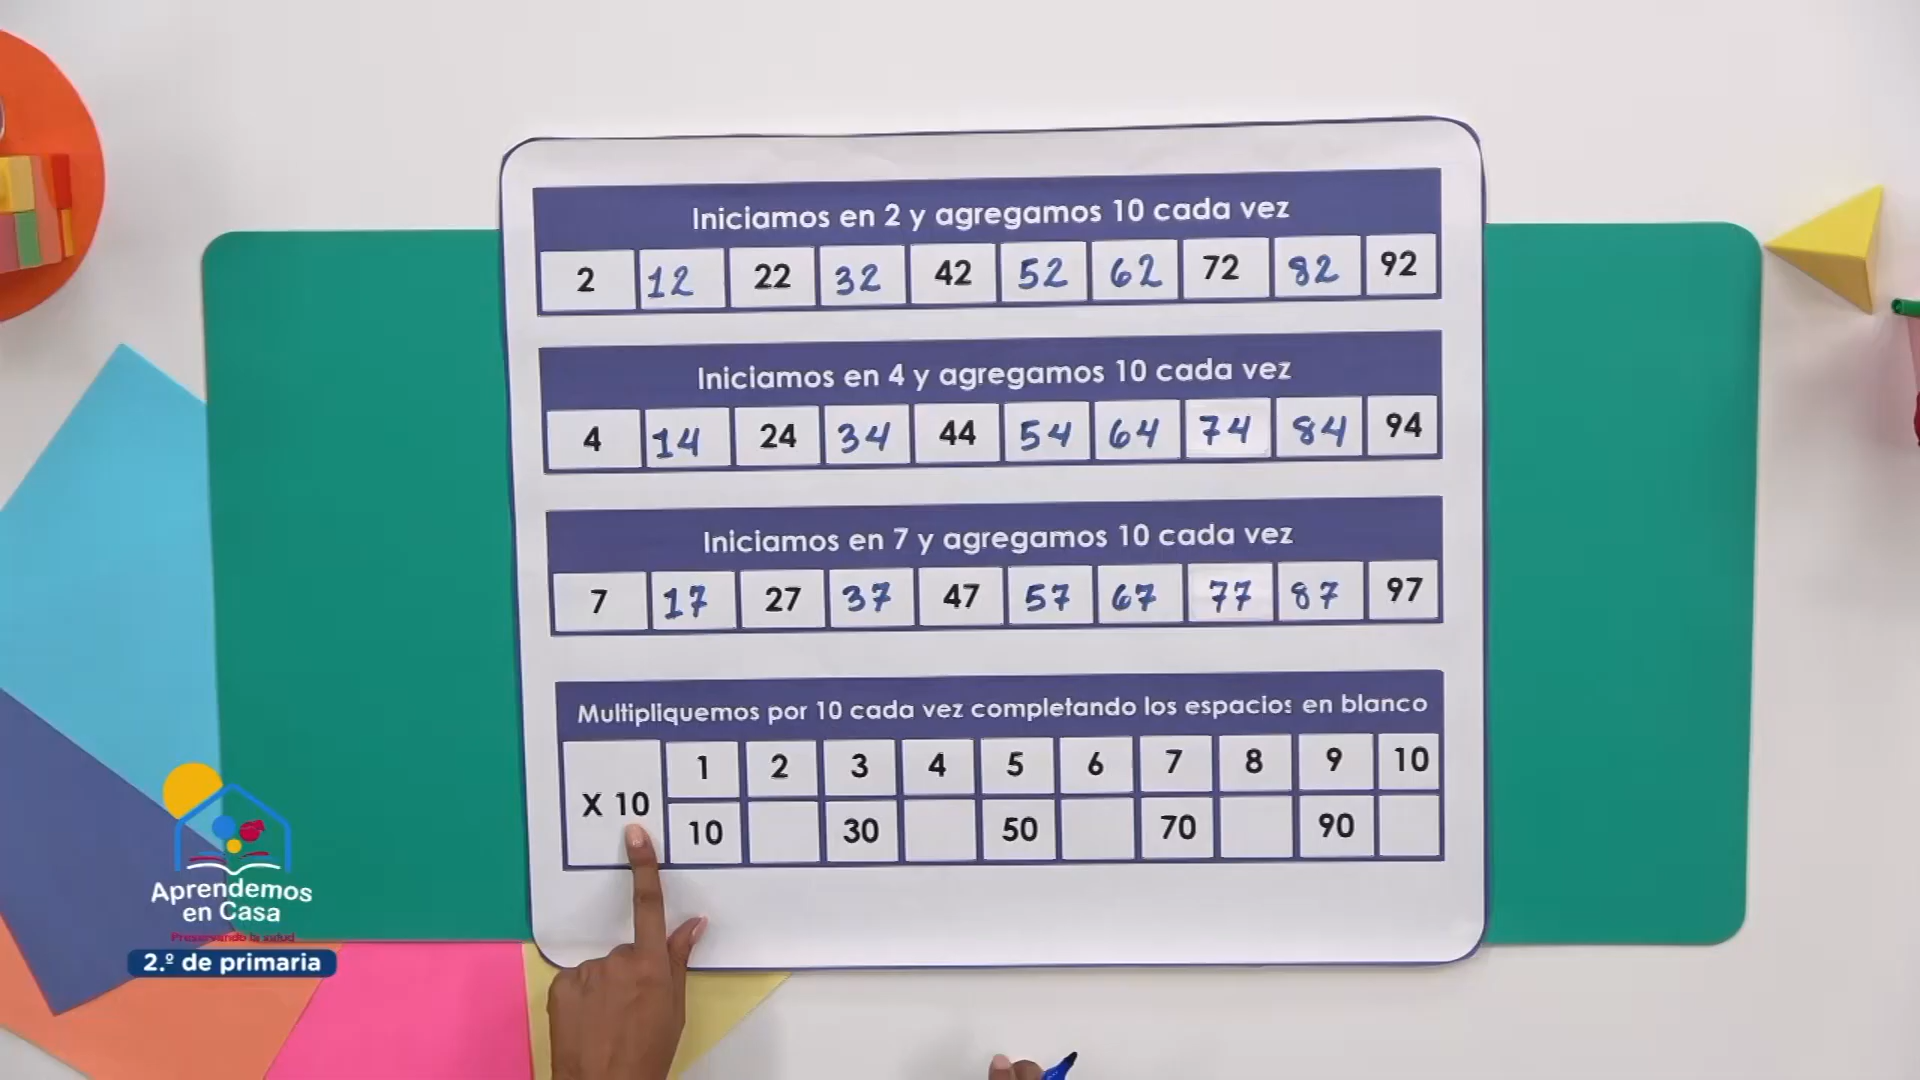 Iniciamos en 2 y agregamos 10 cada vez
2 12 22 32 42 52 62 72 82 92
Iniciamos en 4 y agregamos 10 cada vez
4 14 24 34 44 54 64 74 84 94
Iniciamos en 7 y agregamos 10 cada vez
7 17 27 37 47 57 67 77 87 97
Multipliquemos por 10 cada vez completando los espacios en blanco
X 10
1 2 3 4 5 6 7 8 9 10
10 30 50 70 90
Aprendemos
en Casa
Preservando la salud
2.º de primaria